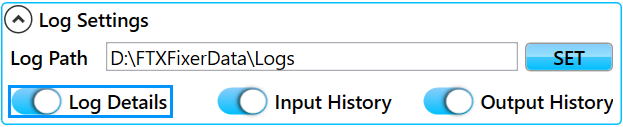 Log Settings
Log Path D:\FTXFixerData\Logs SET
Log Details Input History Output History